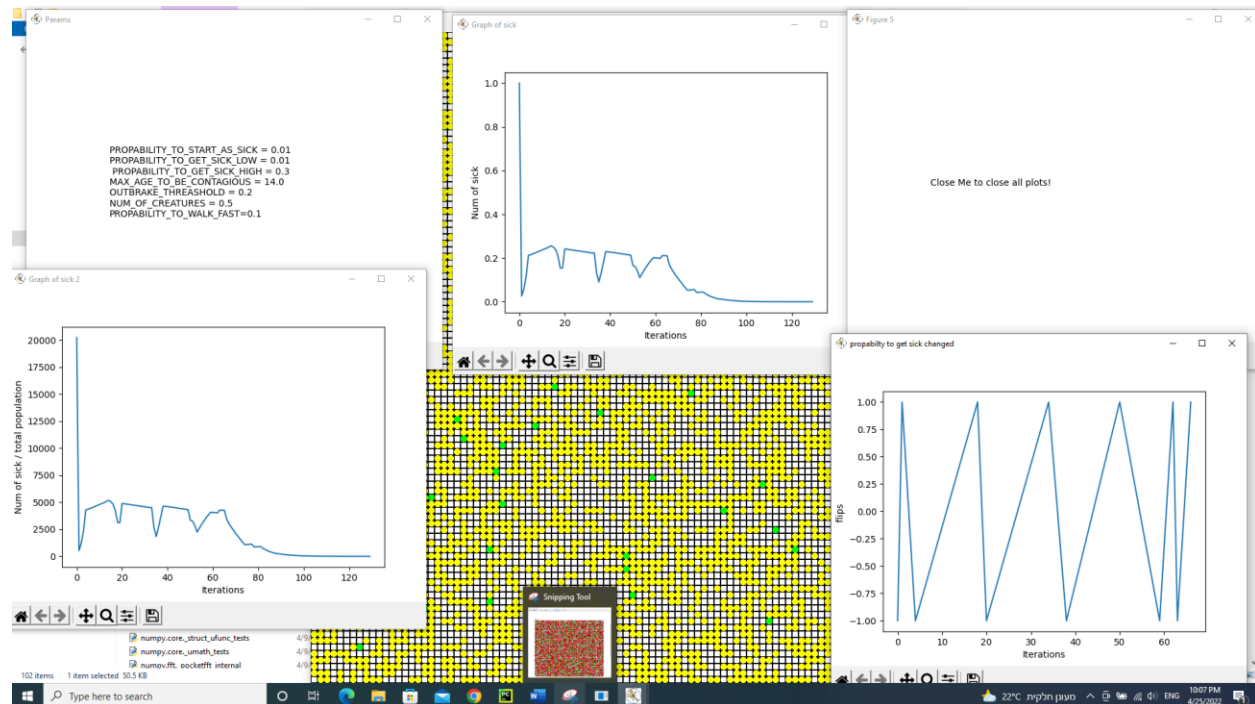 Params
PROPABILITY_TO_START_AS_SICK = 0.01
PROPABILITY_TO_GET_SICK_LOW = 0.01
PROPABILITY_TO_GET_SICK_HIGH = 0.3
MAX_AGE_TO_BE_CONTAGIOUS = 14.0
OUTBRAKE_THREASHOLD = 0.2
NUM_OF_CREATURES = 0.5
PROPABILITY_TO_WALK_FAST=0.1
Graph of sick
Num of sick
1.0
0.8
0.6
0.4
0.2
0.0
0 20 40 60 80 100 120
Iterations
Figure 5
Close Me to close all plots!
Graph of sick 2
Num of sick / total population
20000
17500
15000
12500
10000
7500
5000
2500
0
0 20 40 60 80 100 120
Iterations
propabilty to get sick changed
flips
1.00
0.75
0.50
0.25
0.00
−0.25
−0.50
−0.75
−1.00
0 10 20 30 40 50 60
Iterations
Snipping Tool
numpy.core._struct_ufunc_tests
numpy.core._umath_tests
numpy.fft._pocketfft_internal
102 items 1 item selected 50.5 KB
Type here to search
22°C מעונן חלקית
ENG
10:07 PM
4/25/2022